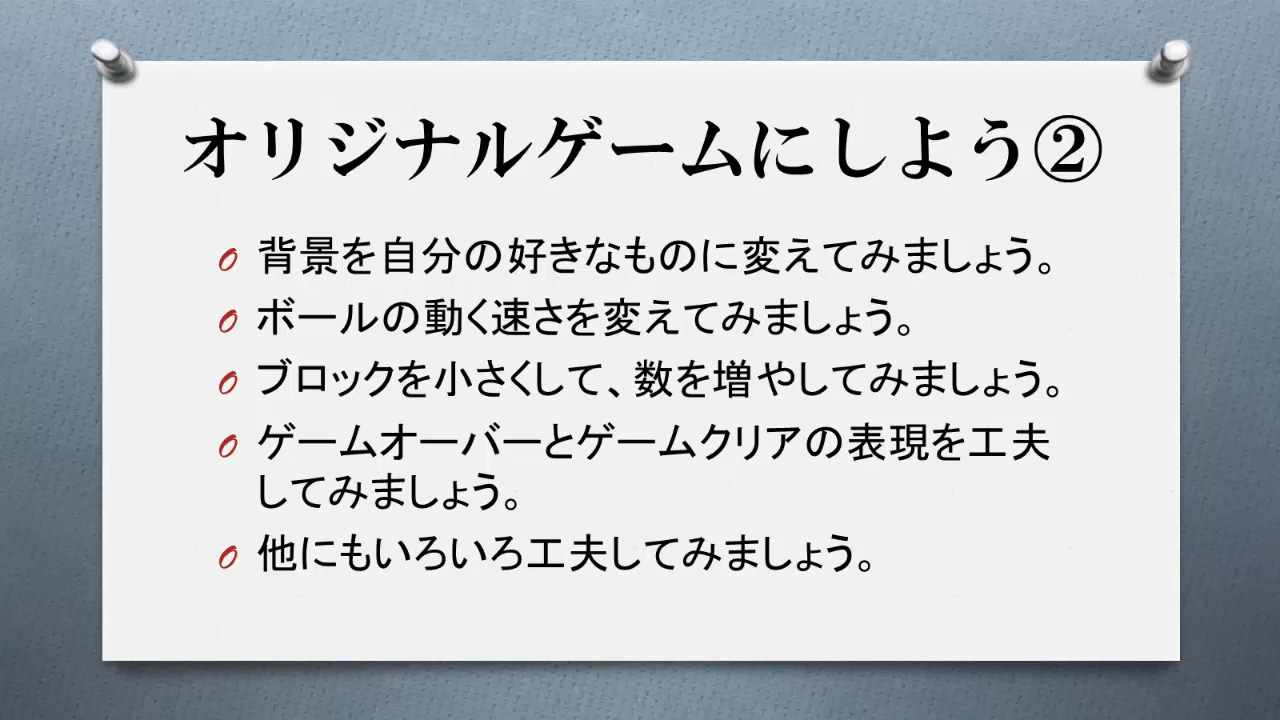 オリジナルゲームにしよう②
背景を自分の好きなものに変えてみましょう。
ボールの動く速さを変えてみましょう。
ブロックを小さくして、数を増やしてみましょう。
ゲームオーバーとゲームクリアの表現を工夫
してみましょう。
他にもいろいろ工夫してみましょう。